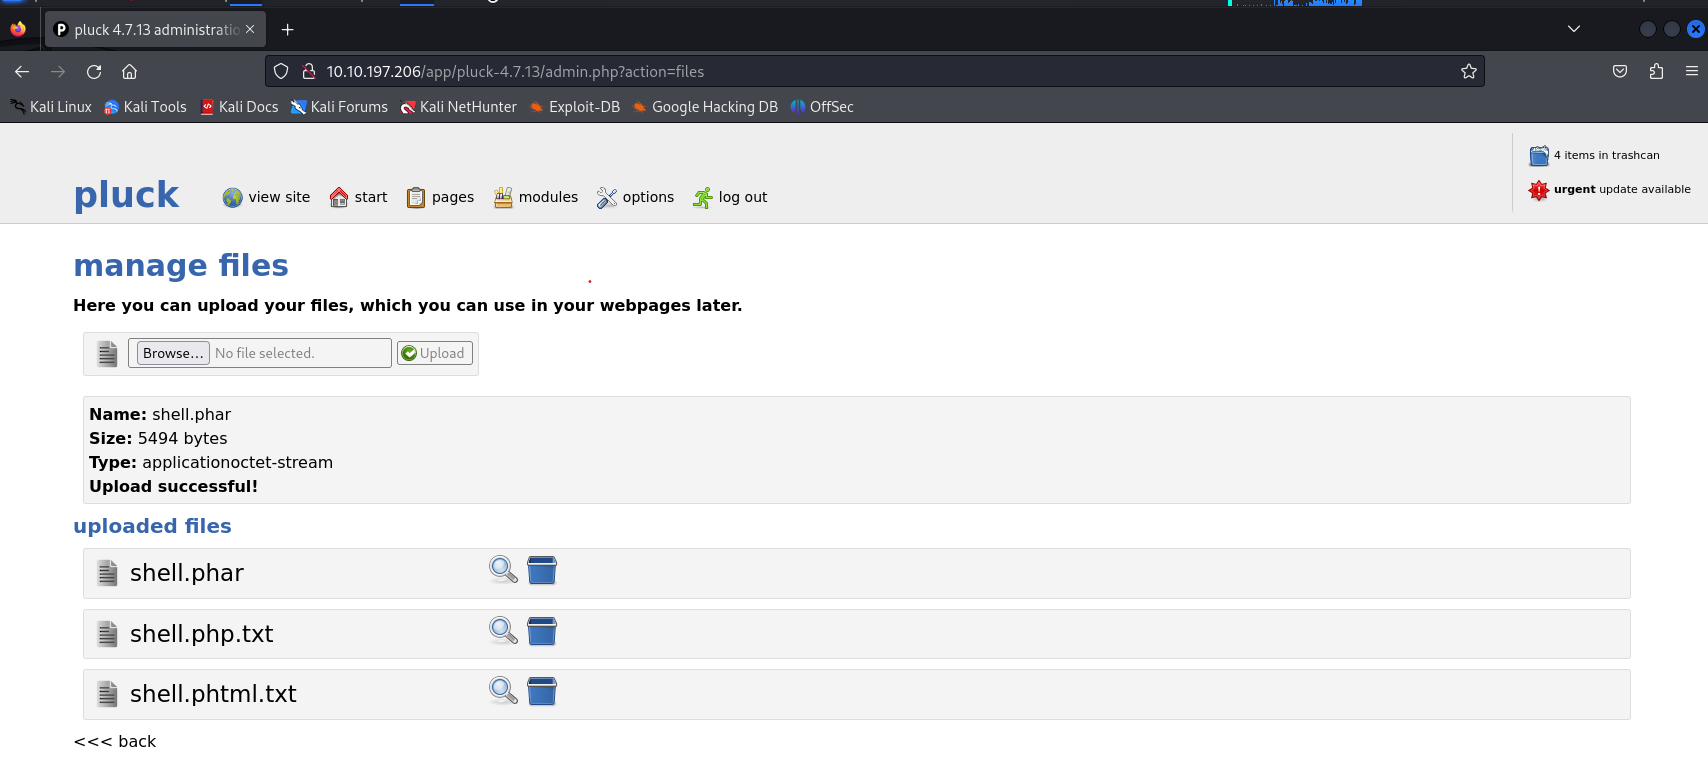 pluck 4.7.13 administratio
10.10.197.206/app/pluck-4.7.13/admin.php?action=files
Kali Linux Kali Tools Kali Docs Kali Forums Kali NetHunter Exploit-DB Google Hacking DB OffSec
4 items in trashcan
urgent update available
pluck view site start pages modules options log out
manage files
Here you can upload your files, which you can use in your webpages later.
Browse... No file selected. Upload
Name: shell.phar
Size: 5494 bytes
Type: applicationoctet-stream
Upload successful!
uploaded files
shell.phar
shell.php.txt
shell.phtml.txt
<<< back